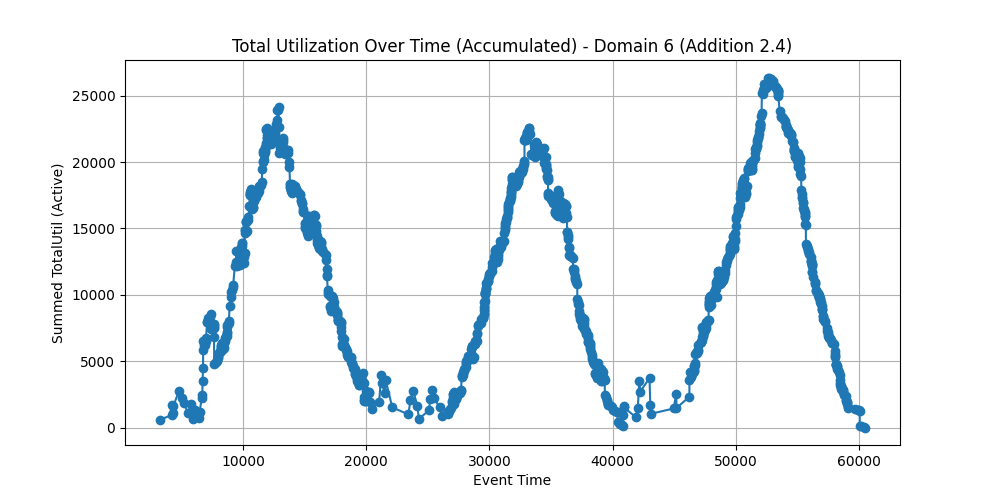 Total Utilization Over Time (Accumulated) - Domain 6 (Addition 2.4)
Summed TotalUtil (Active)
25000
20000
15000
10000
5000
0
10000 20000 30000 40000 50000 60000
Event Time